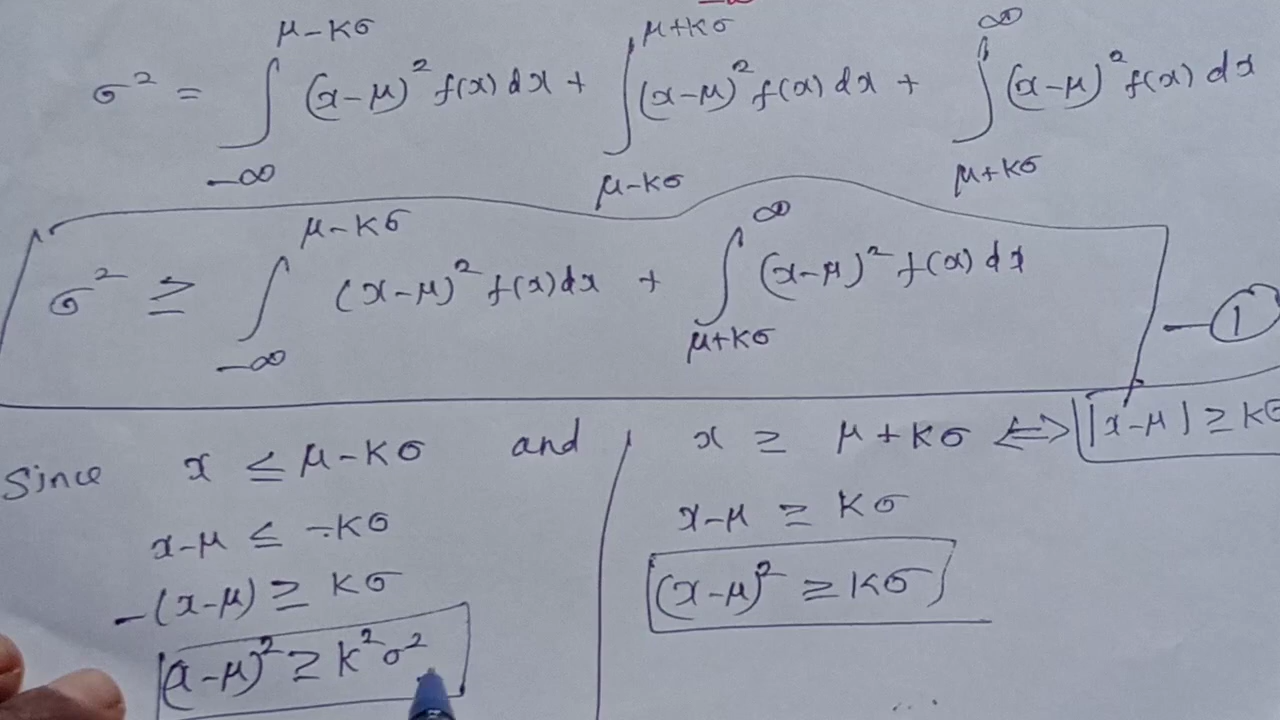 σ² = ∫_{-∞}^{μ-kσ} (x-μ)² f(x) dx + ∫_{μ-kσ}^{μ+kσ} (x-μ)² f(x) dx + ∫_{μ+kσ}^{∞} (x-μ)² f(x) dx
σ² ≥ ∫_{-∞}^{μ-kσ} (x-μ)² f(x) dx + ∫_{μ+kσ}^{∞} (x-μ)² f(x) dx — ①
Since x ≤ μ-kσ and x ≥ μ+kσ ⟺ |x-μ| ≥ kσ
x-μ ≤ -kσ
-(x-μ) ≥ kσ
(x-μ)² ≥ k²σ²
x-μ ≥ kσ
(x-μ)² ≥ kσ